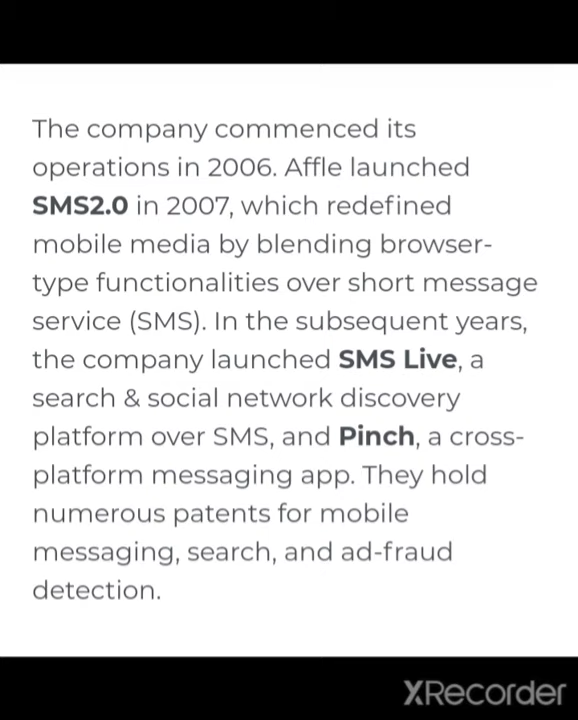 The company commenced its
operations in 2006. Affle launched
SMS2.0 in 2007, which redefined
mobile media by blending browser-
type functionalities over short message
service (SMS). In the subsequent years,
the company launched SMS Live, a
search & social network discovery
platform over SMS, and Pinch, a cross-
platform messaging app. They hold
numerous patents for mobile
messaging, search, and ad-fraud
detection.
XRecorder